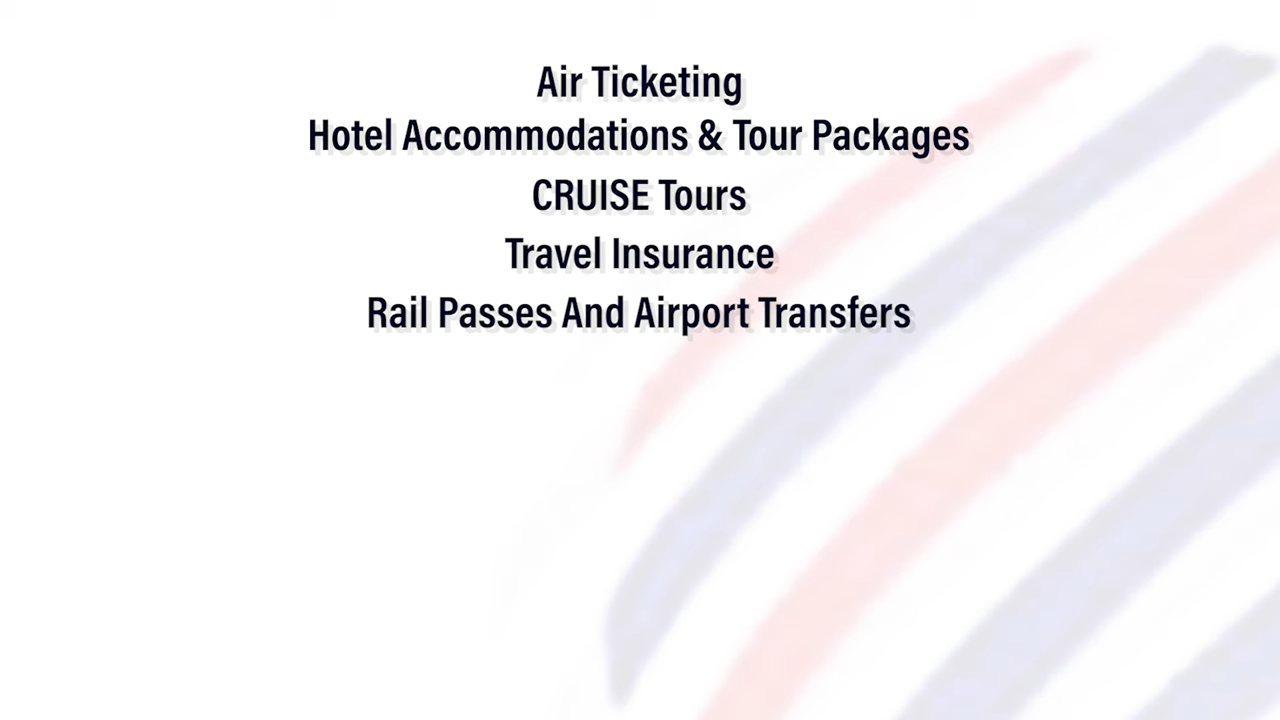 Air Ticketing
Hotel Accommodations & Tour Packages
CRUISE Tours
Travel Insurance
Rail Passes And Airport Transfers